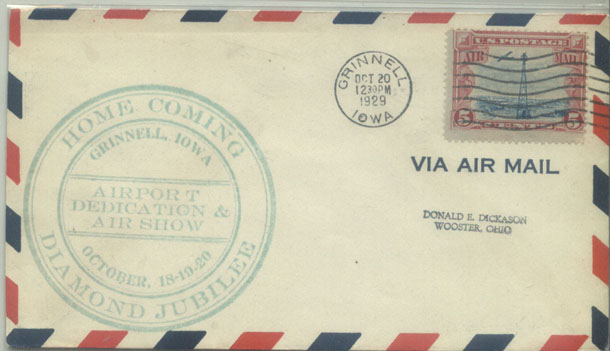 HOME COMING
GRINNELL, IOWA
AIRPORT
DEDICATION &
AIR SHOW
OCTOBER, 18-19-20
DIAMOND JUBILEE
GRINNELL
OCT 20
1230PM
1929
IOWA
U.S. POSTAGE
AIR MAIL
5 CENTS 5
VIA AIR MAIL
DONALD E. DICKASON
WOOSTER, OHIO